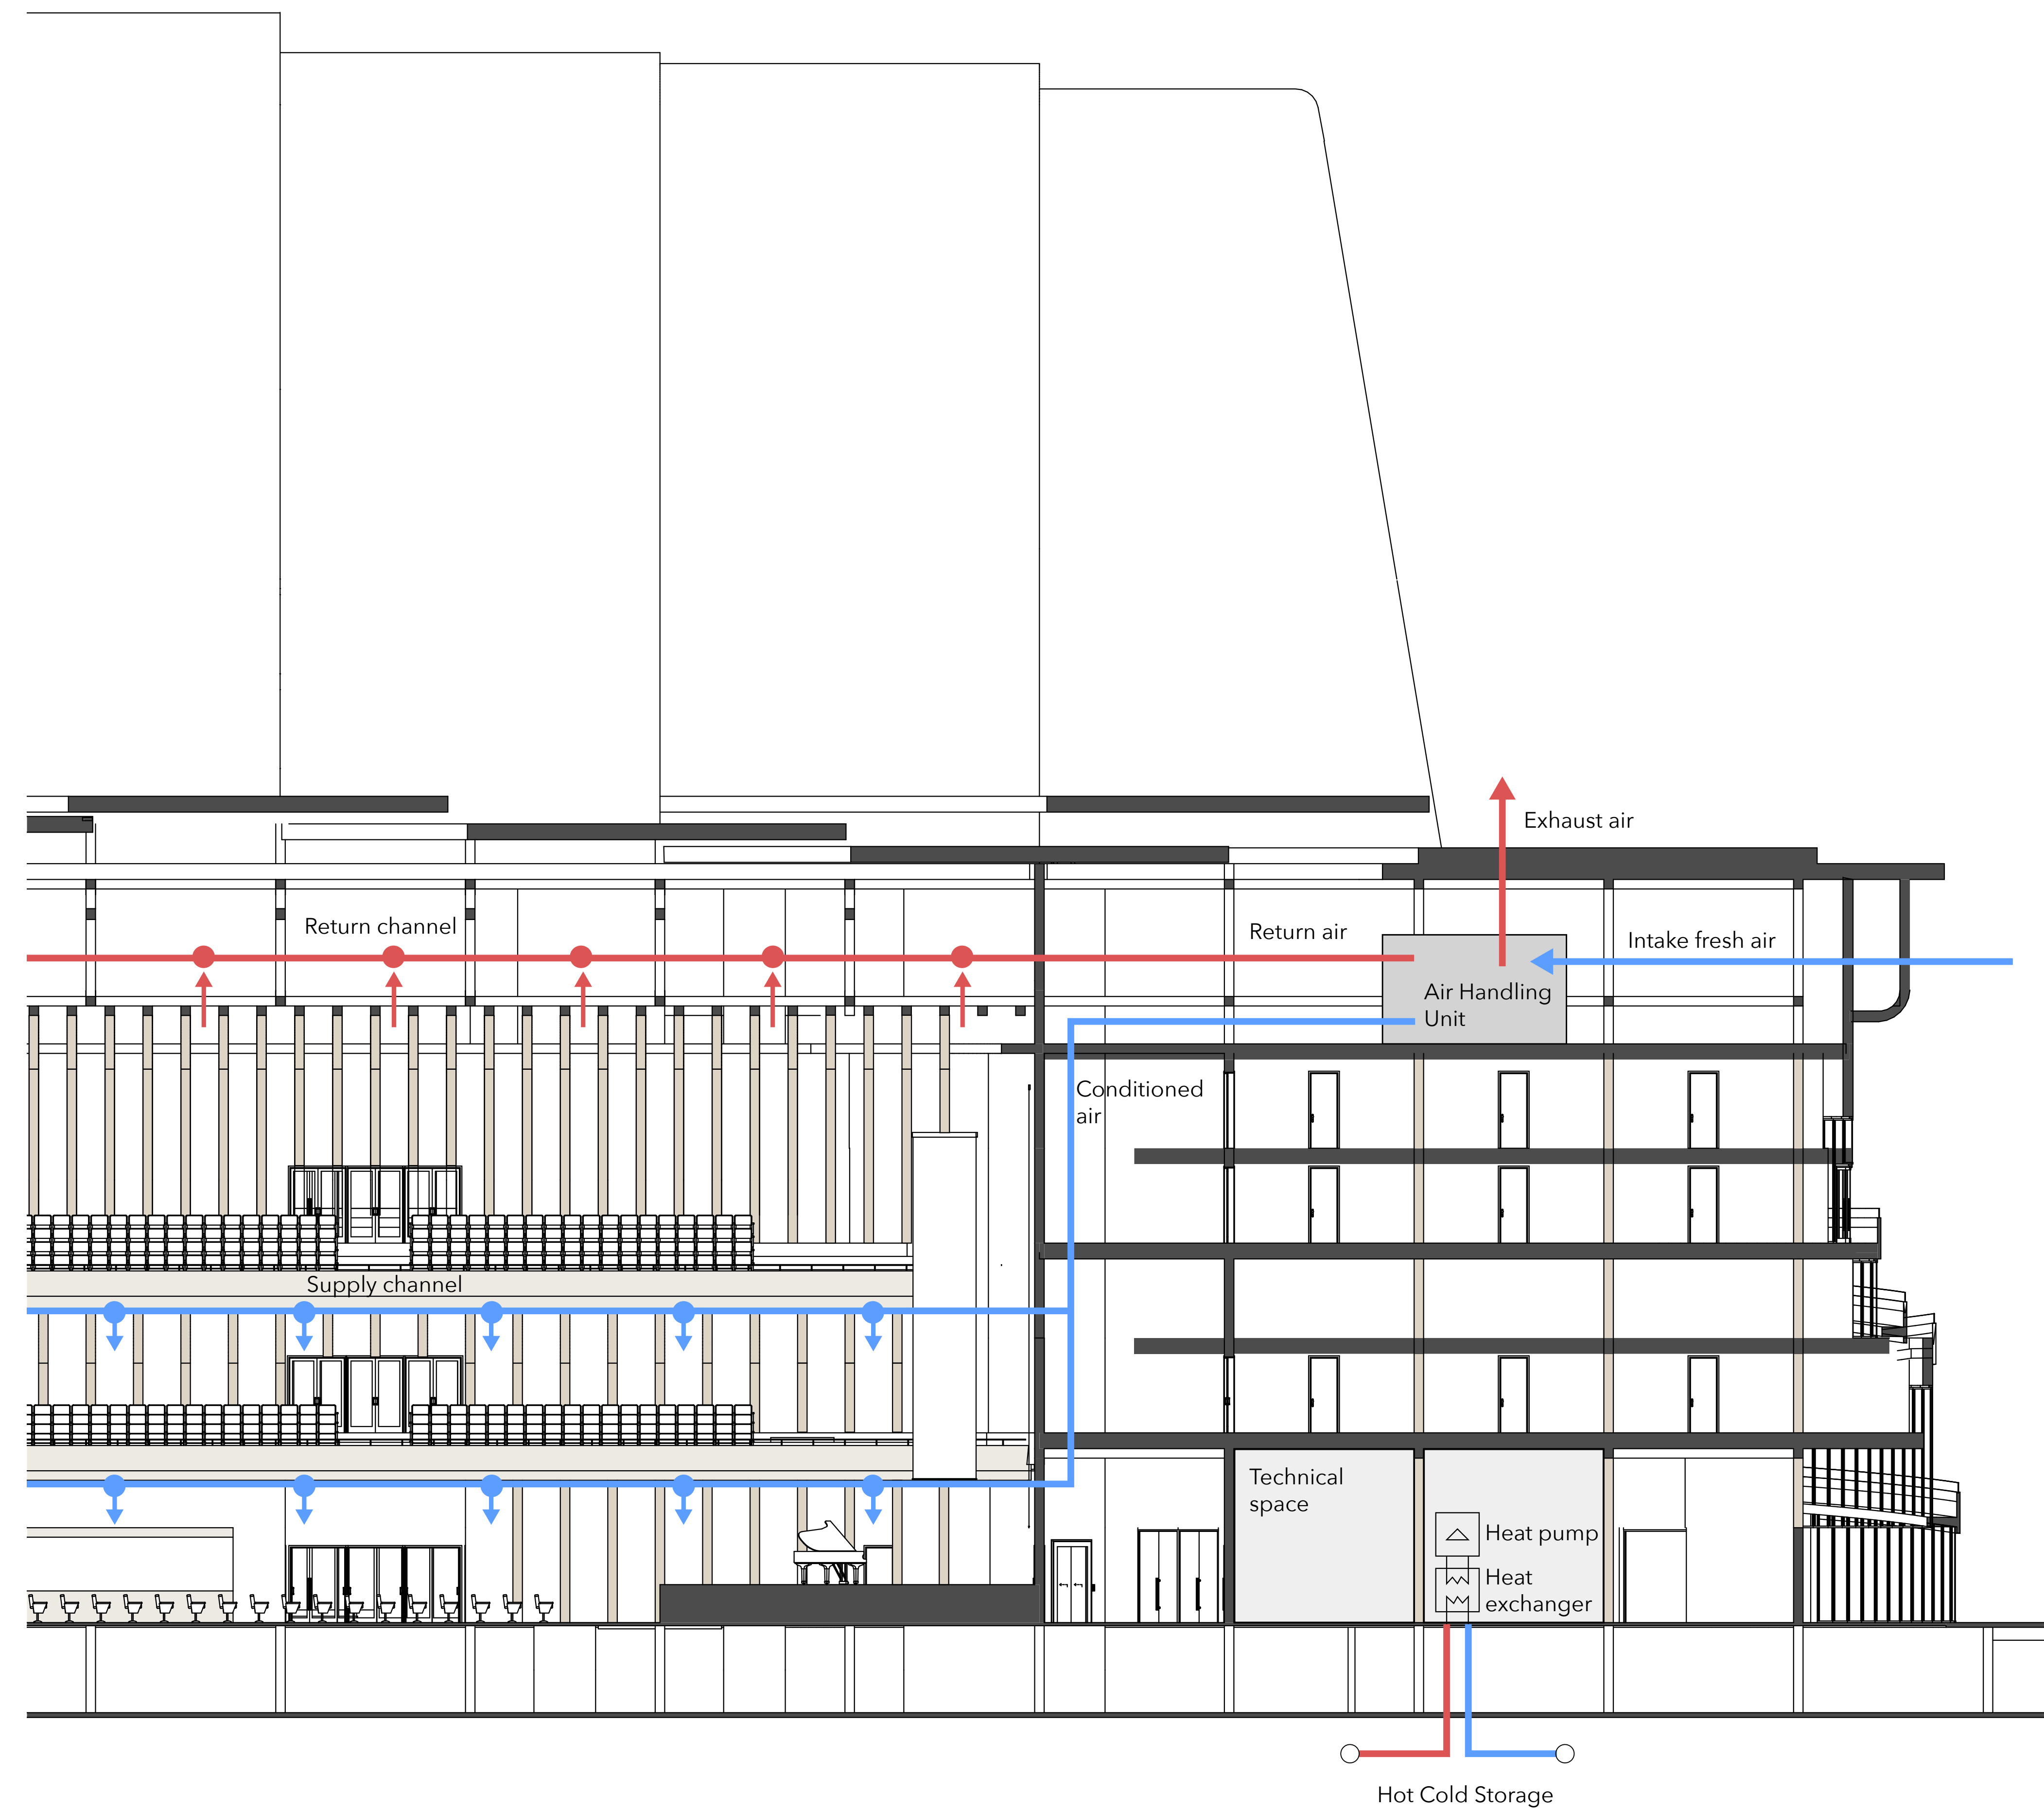 Exhaust air
Return channel
Return air
Intake fresh air
Air Handling
Unit
Conditioned
air
Supply channel
Technical
space
Heat pump
Heat
exchanger
Hot Cold Storage